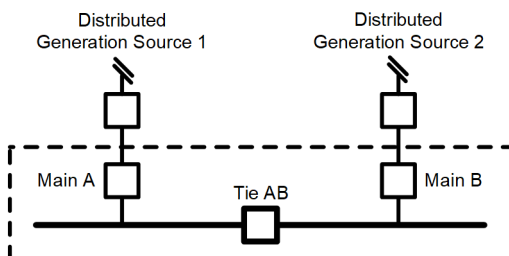 Distributed
Generation Source 1
Distributed
Generation Source 2
Main A
Tie AB
Main B